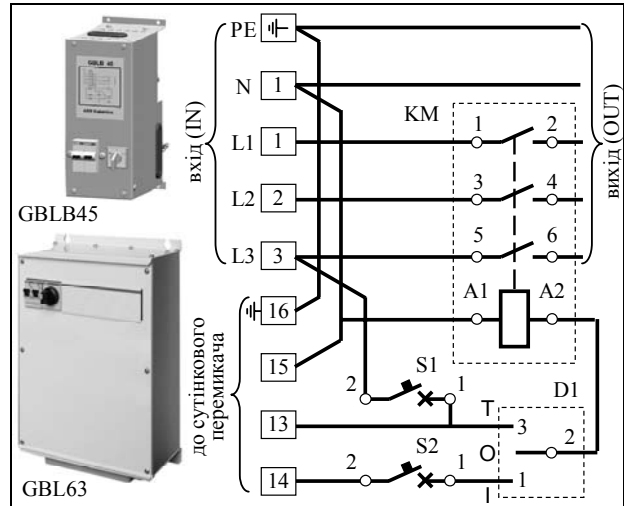 GBLB 45
GBLB45
GBL63
вхід (IN)
до сутінкового
перемикача
PE
N 1
L1 1
L2 2
L3 3
16
15
13
14
KM
1 2
3 4
5 6
A1 A2
S1
2 1
S2
2 1
D1
T
3
O
2
1
I
вихід (OUT)